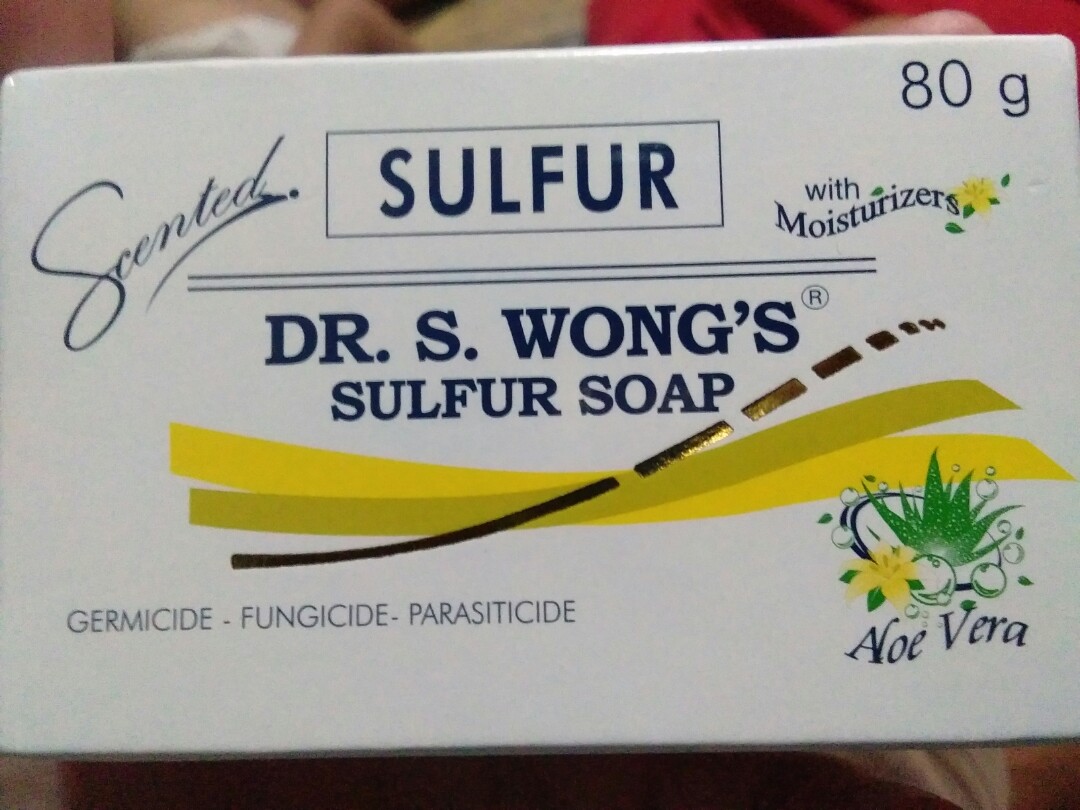 80 g
Scented.
SULFUR
with
Moisturizers
DR. S. WONG'S®
SULFUR SOAP
GERMICIDE - FUNGICIDE- PARASITICIDE
Aloe Vera